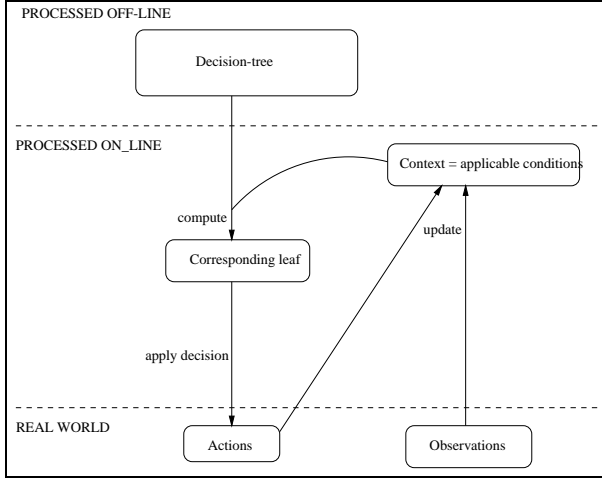 PROCESSED OFF-LINE
Decision-tree
PROCESSED ON_LINE
Context = applicable conditions
compute
update
Corresponding leaf
apply decision
REAL WORLD
Actions
Observations